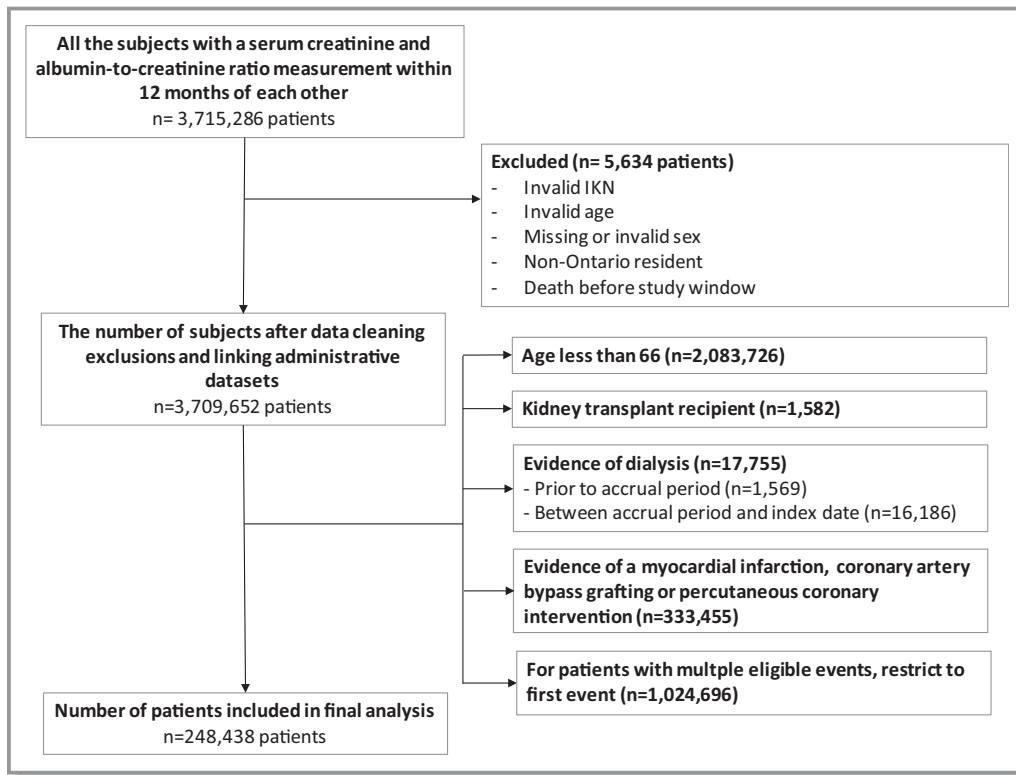 All the subjects with a serum creatinine and
albumin-to-creatinine ratio measurement within
12 months of each other
n= 3,715,286 patients
Excluded (n= 5,634 patients)
- Invalid IKN
- Invalid age
- Missing or invalid sex
- Non-Ontario resident
- Death before study window
The number of subjects after data cleaning
exclusions and linking administrative
datasets
n=3,709,652 patients
Age less than 66 (n=2,083,726)
Kidney transplant recipient (n=1,582)
Evidence of dialysis (n=17,755)
- Prior to accrual period (n=1,569)
- Between accrual period and index date (n=16,186)
Evidence of a myocardial infarction, coronary artery
bypass grafting or percutaneous coronary
intervention (n=333,455)
For patients with multple eligible events, restrict to
first event (n=1,024,696)
Number of patients included in final analysis
n=248,438 patients